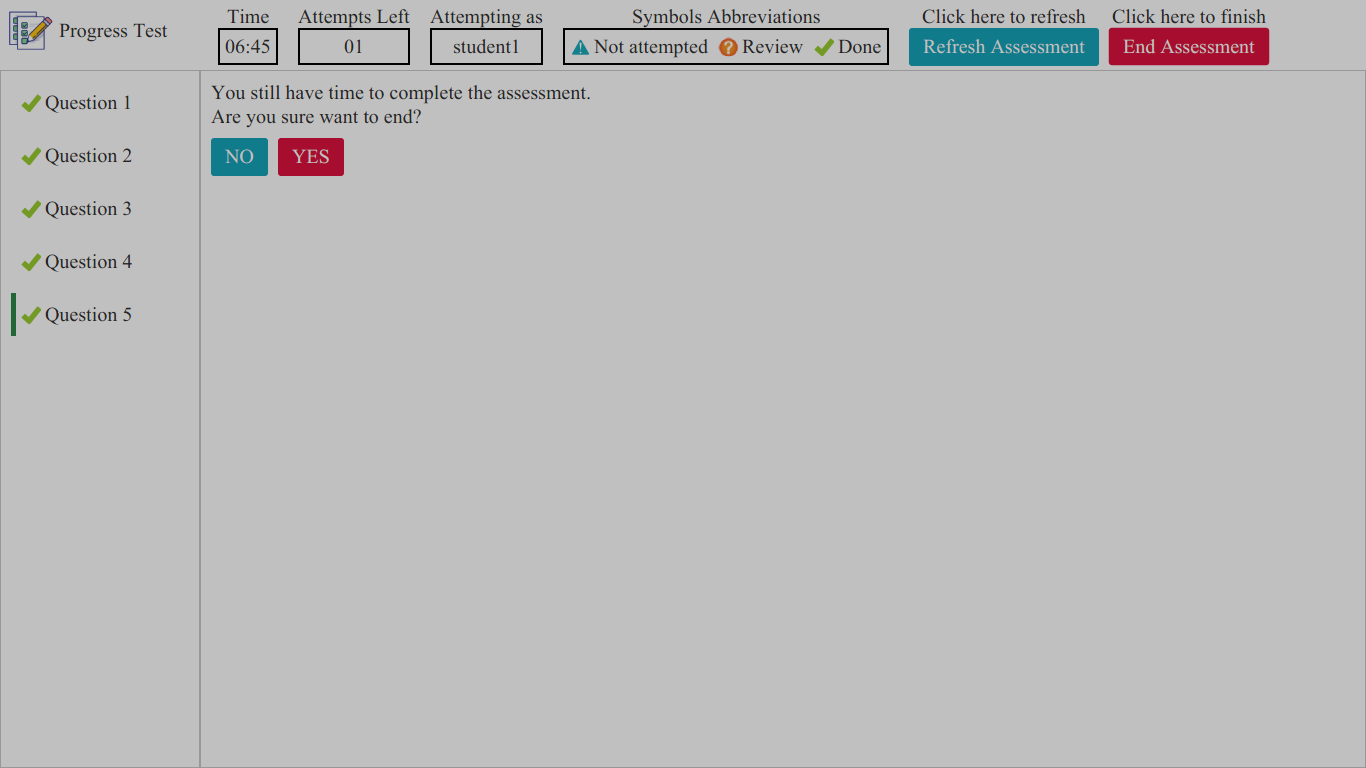 Progress Test
Time
06:45
Attempts Left
01
Attempting as
student1
Symbols Abbreviations
Not attempted ? Review Done
Click here to refresh
Refresh Assessment
Click here to finish
End Assessment
Question 1
Question 2
Question 3
Question 4
Question 5
You still have time to complete the assessment.
Are you sure want to end?
NO YES